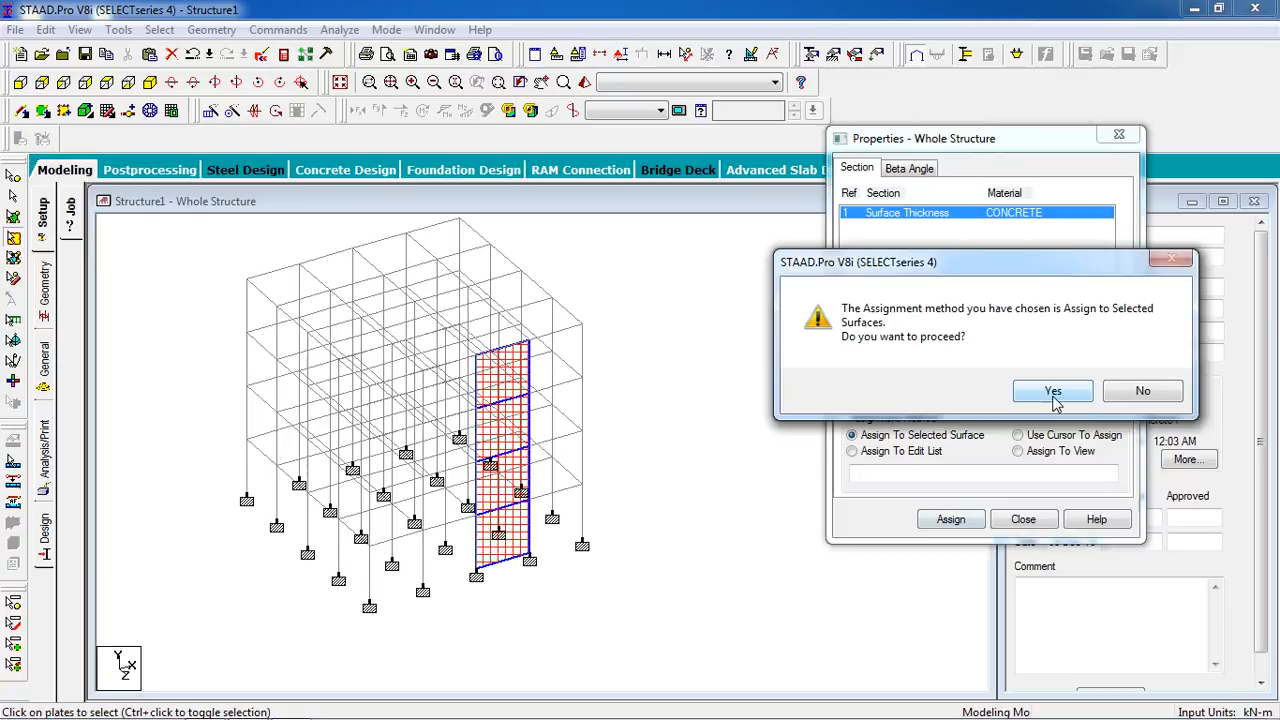 STAAD.Pro V8i (SELECTseries 4) - Structure1
File Edit View Tools Select Geometry Commands Analyze Mode Window Help
Modeling Postprocessing Steel Design Concrete Design Foundation Design RAM Connection Bridge Deck Advanced Slab D
Structure1 - Whole Structure
Setup
Job
Geometry
General
Analysis/Print
Design
Y
X
Z
Properties - Whole Structure
Section Beta Angle
Ref Section Material
1 Surface Thickness CONCRETE
STAAD.Pro V8i (SELECTseries 4)
The Assignment method you have chosen is Assign to Selected
Surfaces.
Do you want to proceed?
Yes No
Assign To Selected Surface Use Cursor To Assign
Assign To Edit List Assign To View
Assign Close Help
12:03 AM
More...
Approved
Comment
Click on plates to select (Ctrl+click to toggle selection) Modeling Mo Input Units: kN-m